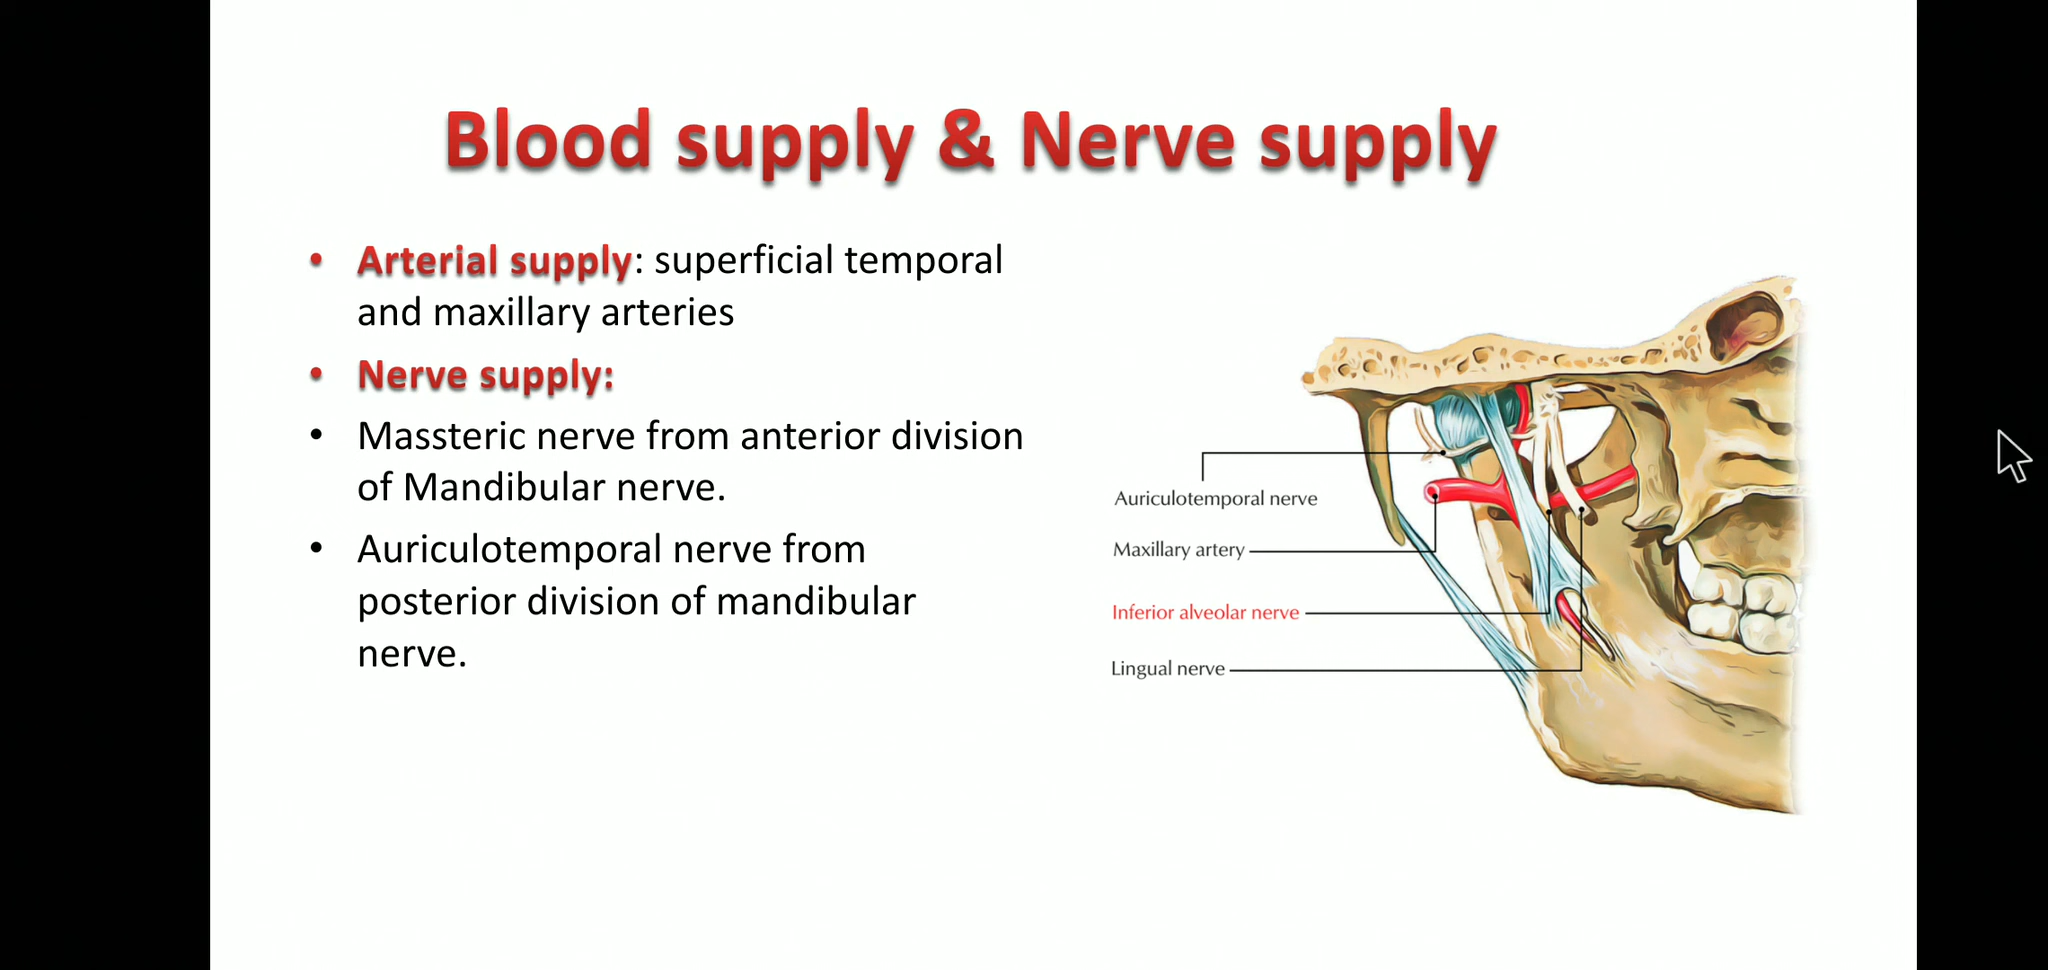 Blood supply & Nerve supply
• Arterial supply: superficial temporal
and maxillary arteries
• Nerve supply:
• Massteric nerve from anterior division
of Mandibular nerve.
• Auriculotemporal nerve from
posterior division of mandibular
nerve.
Auriculotemporal nerve
Maxillary artery
Inferior alveolar nerve
Lingual nerve